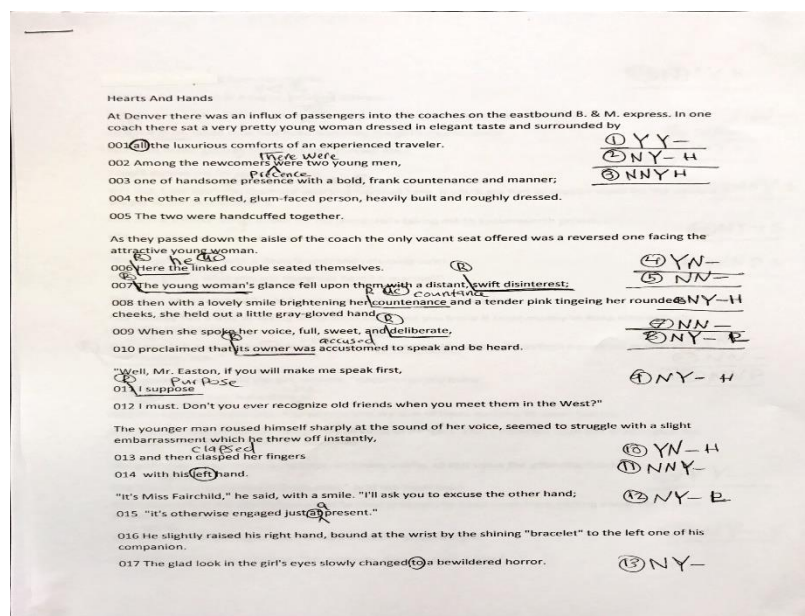 Hearts And Hands
At Denver there was an influx of passengers into the coaches on the eastbound B. & M. express. In one
coach there sat a very pretty young woman dressed in elegant taste and surrounded by
001 all the luxurious comforts of an experienced traveler.
① Y Y –
there were
002 Among the newcomers were two young men,
② N Y – H
Precence
003 one of handsome presence with a bold, frank countenance and manner;
③ N N Y H
004 the other a ruffled, glum-faced person, heavily built and roughly dressed.
005 The two were handcuffed together.
As they passed down the aisle of the coach the only vacant seat offered was a reversed one facing the
attractive young woman.
R he UC
006 Here the linked couple seated themselves.
④ Y N –
R R
007 The young woman's glance fell upon them with a distant, swift disinterest;
⑤ N N –
R UC countance
008 then with a lovely smile brightening her countenance and a tender pink tingeing her rounded
⑥ N Y – H
cheeks, she held out a little gray-gloved hand.
R
009 When she spoke her voice, full, sweet, and deliberate,
⑦ N N –
R accused
010 proclaimed that its owner was accustomed to speak and be heard.
⑧ N Y – R
"Well, Mr. Easton, if you will make me speak first,
R Purpose
011 I suppose
⑨ N Y – H
012 I must. Don't you ever recognize old friends when you meet them in the West?"
The younger man roused himself sharply at the sound of her voice, seemed to struggle with a slight
embarrassment which he threw off instantly,
clapsed
013 and then clasped her fingers
⑩ Y N – H
014 with his left hand.
⑪ N N Y –
"It's Miss Fairchild," he said, with a smile. "I'll ask you to excuse the other hand;
⑫ N Y – R
a
015 "it's otherwise engaged just at present."
016 He slightly raised his right hand, bound at the wrist by the shining "bracelet" to the left one of his
companion.
017 The glad look in the girl's eyes slowly changed to a bewildered horror.
⑬ N Y –